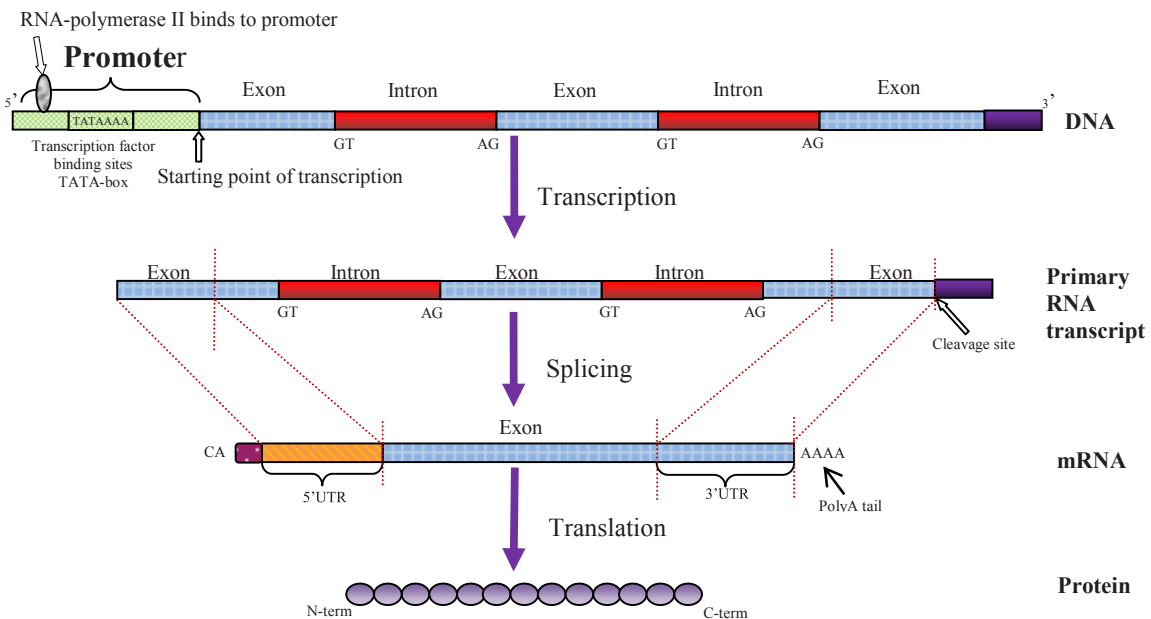 RNA-polymerase II binds to promoter
Promoter
Exon Intron Exon Intron Exon
5’ 3’
TATAAAA
DNA
GT AG GT AG
Transcription factor
binding sites
TATA-box
Starting point of transcription
Transcription
Exon Intron Exon Intron Exon
Primary
RNA
transcript
GT AG GT AG
Cleavage site
Splicing
Exon
CA AAAA
mRNA
5’UTR 3’UTR
PolyA tail
Translation
Protein
N-term C-term